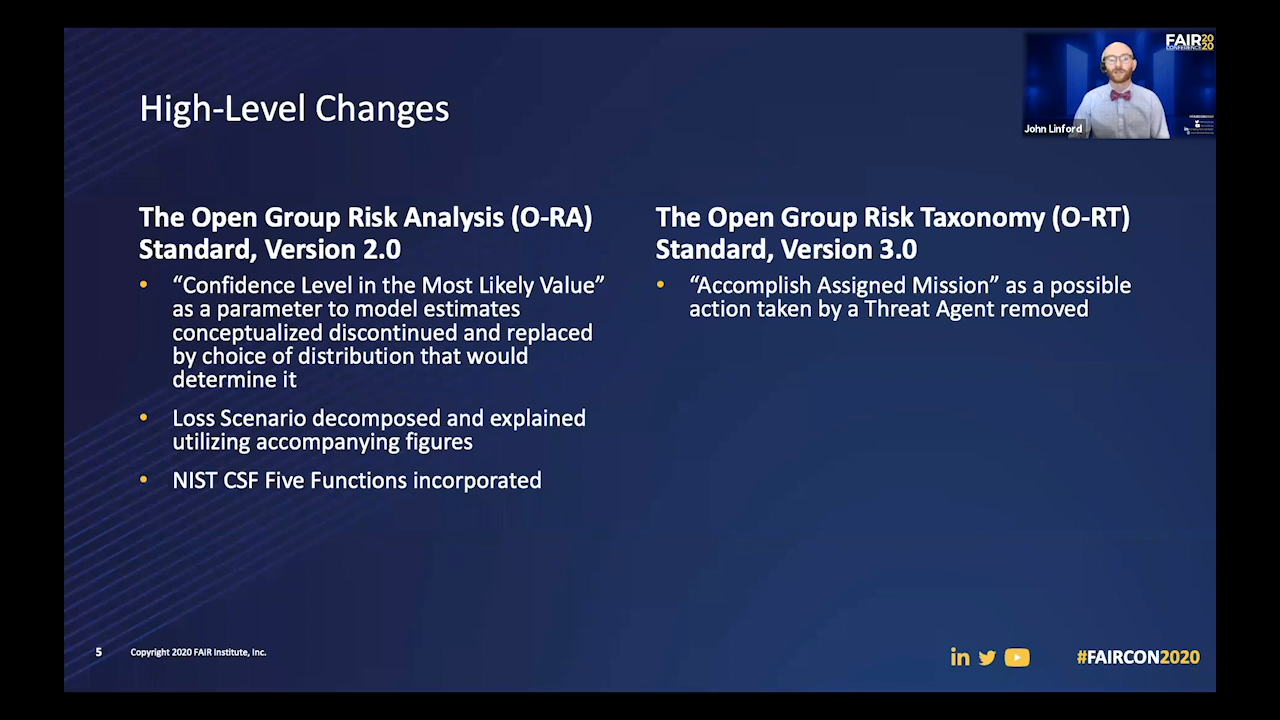 FAIR 2020
CONFERENCE
John Linford
High-Level Changes
The Open Group Risk Analysis (O-RA)
Standard, Version 2.0
• “Confidence Level in the Most Likely Value”
as a parameter to model estimates
conceptualized discontinued and replaced
by choice of distribution that would
determine it
• Loss Scenario decomposed and explained
utilizing accompanying figures
• NIST CSF Five Functions incorporated
The Open Group Risk Taxonomy (O-RT)
Standard, Version 3.0
• “Accomplish Assigned Mission” as a possible
action taken by a Threat Agent removed
5
Copyright 2020 FAIR Institute, Inc.
in
#FAIRCON2020